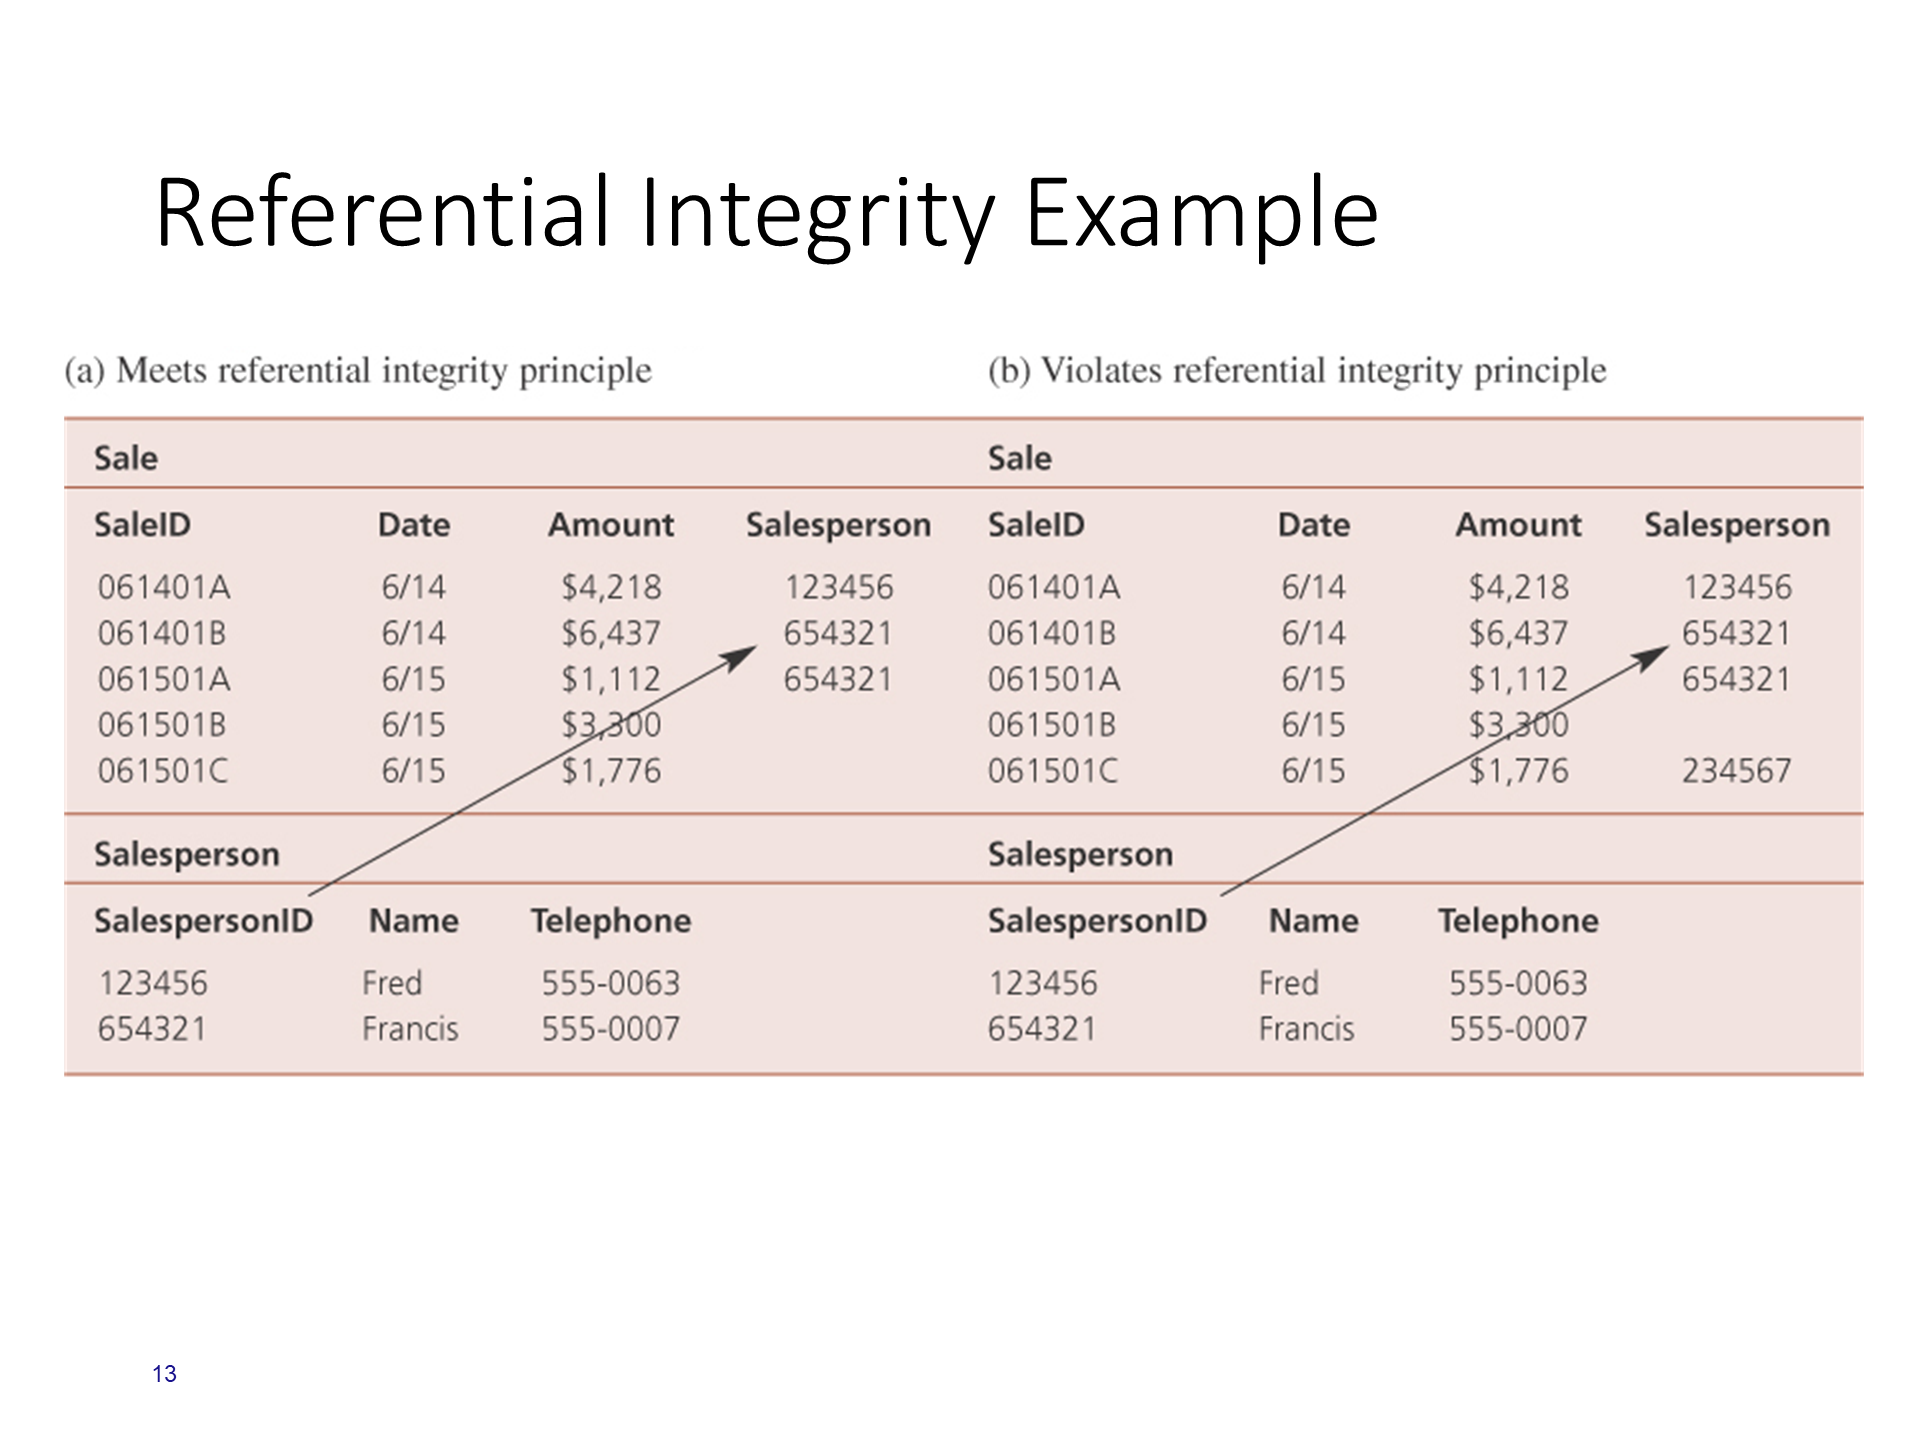 Referential Integrity Example
(a) Meets referential integrity principle (b) Violates referential integrity principle
Sale Sale
SaleID Date Amount Salesperson SaleID Date Amount Salesperson
061401A 6/14 $4,218 123456 061401A 6/14 $4,218 123456
061401B 6/14 $6,437 654321 061401B 6/14 $6,437 654321
061501A 6/15 $1,112 654321 061501A 6/15 $1,112 654321
061501B 6/15 $3,300 061501B 6/15 $3,300
061501C 6/15 $1,776 061501C 6/15 $1,776 234567
Salesperson Salesperson
SalespersonID Name Telephone SalespersonID Name Telephone
123456 Fred 555-0063 123456 Fred 555-0063
654321 Francis 555-0007 654321 Francis 555-0007
13